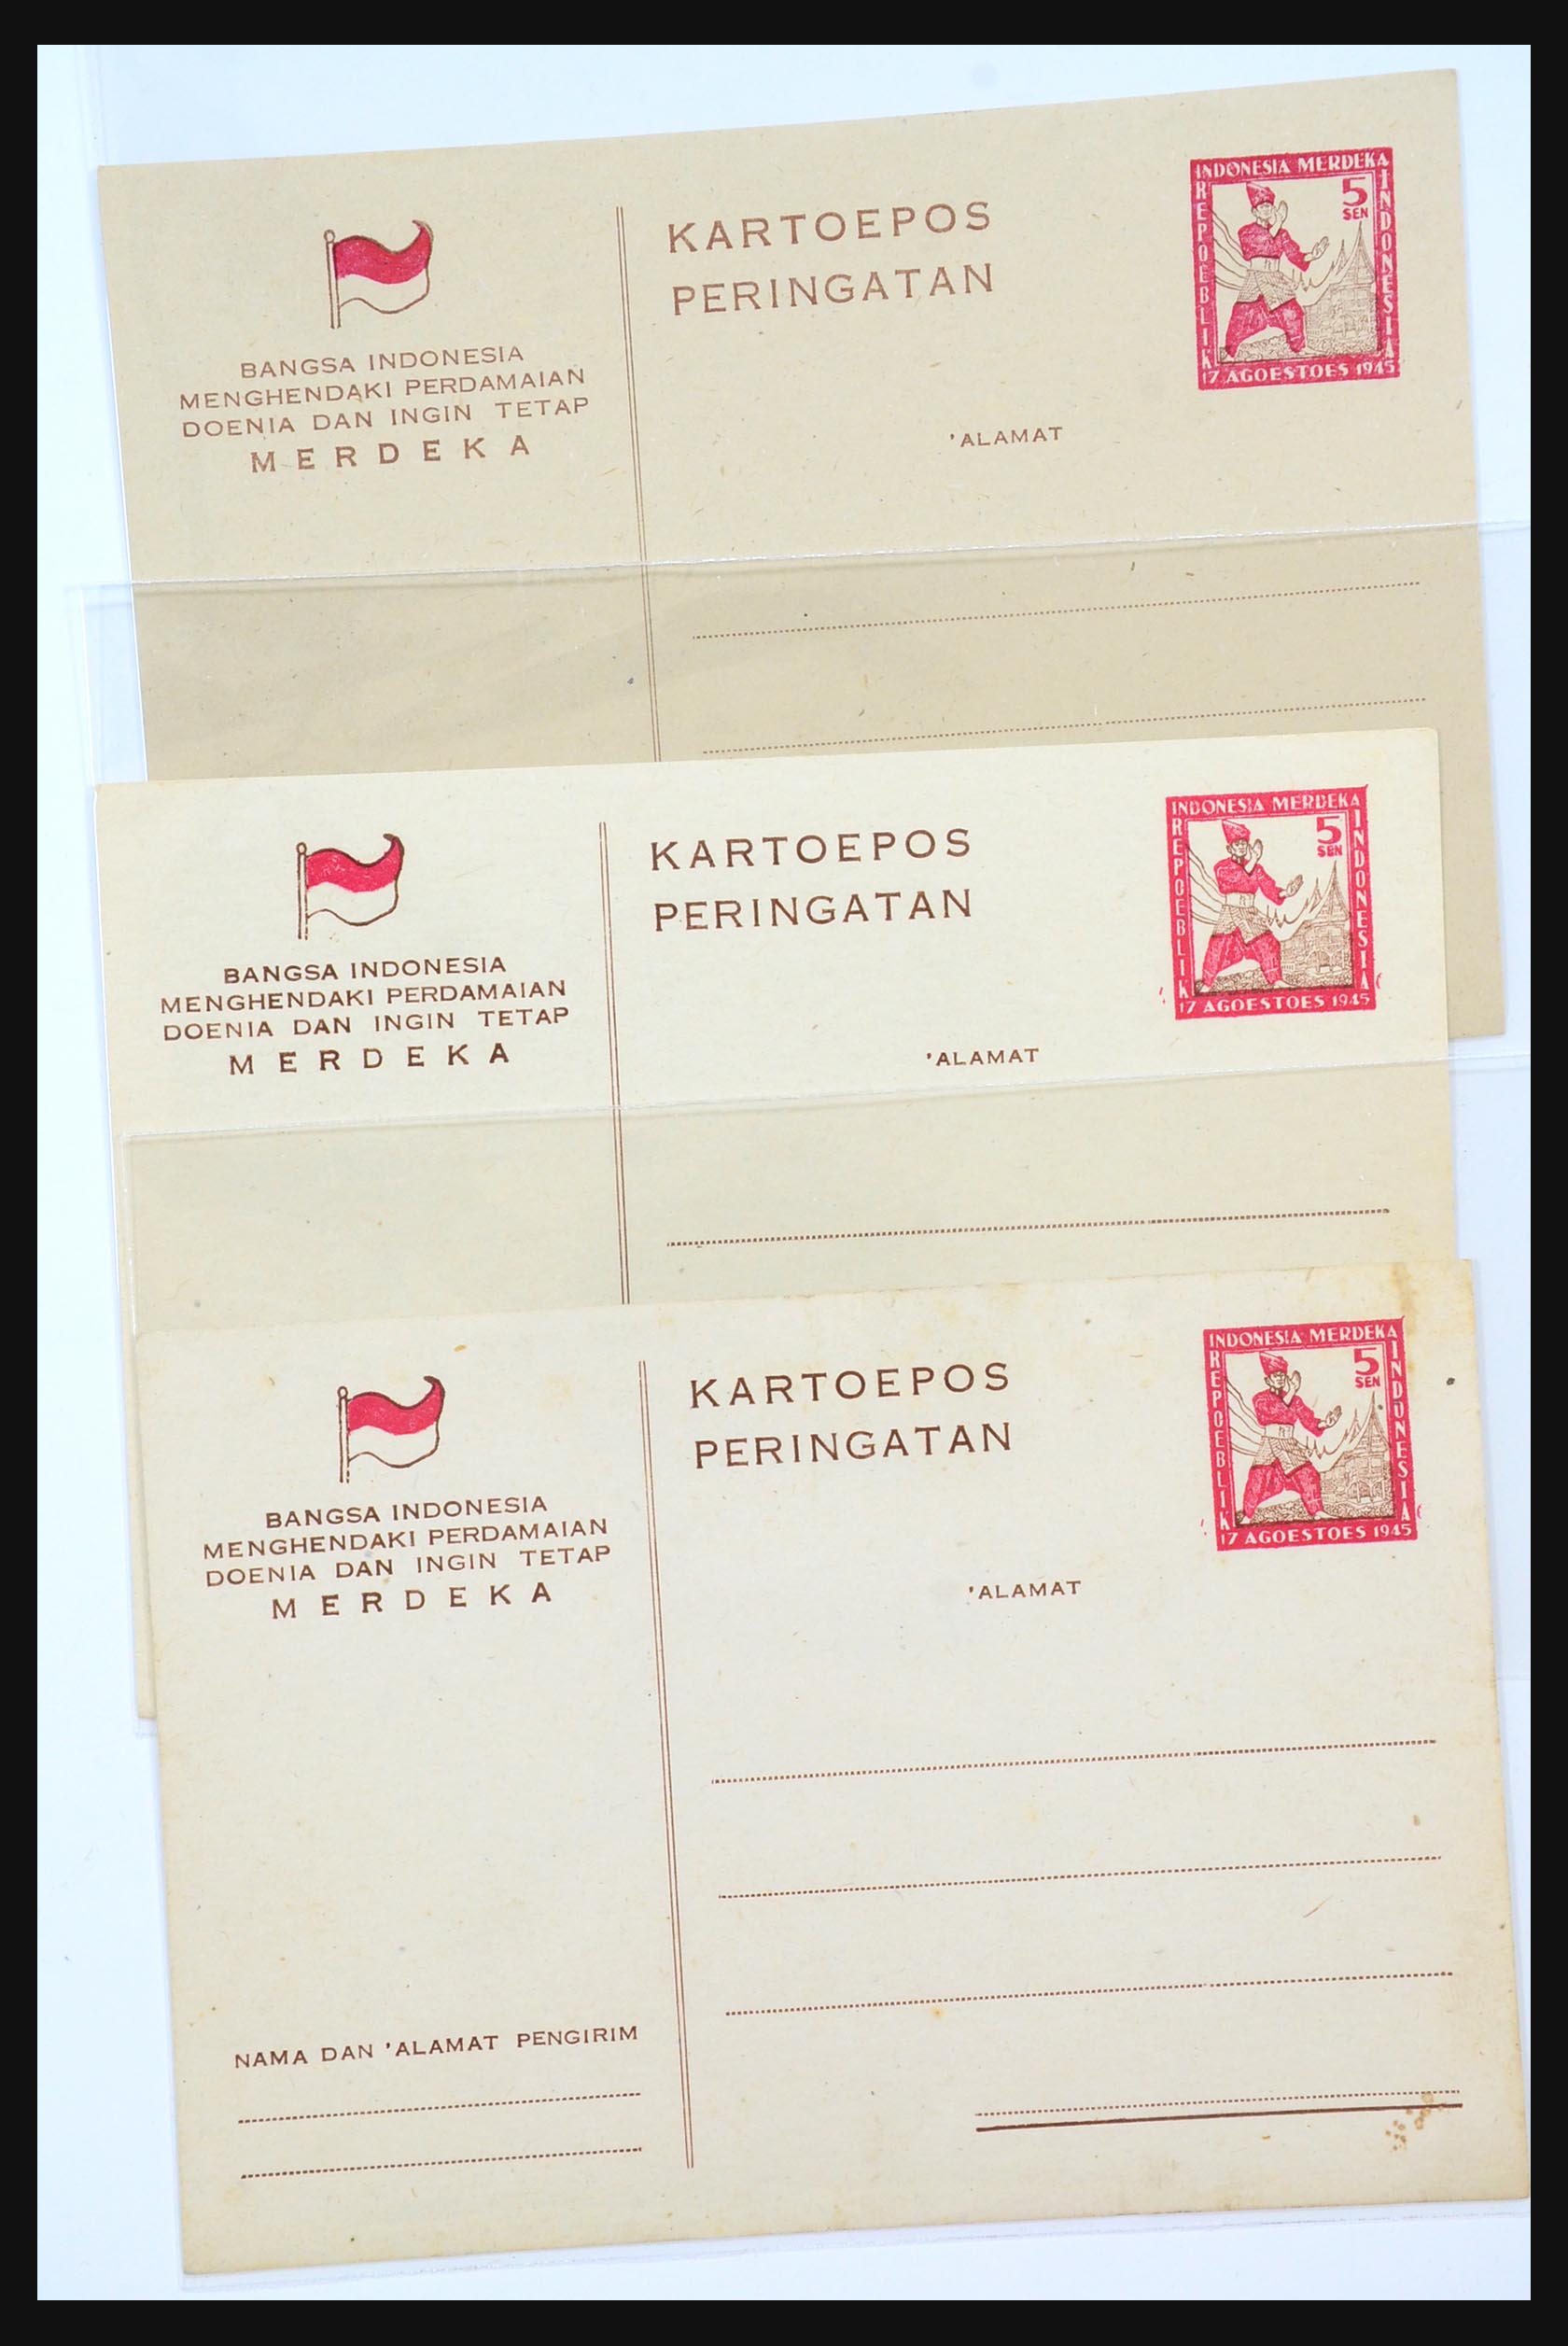 BANGSA INDONESIA
MENGHENDAKI PERDAMAIAN
DOENIA DAN INGIN TETAP
MERDEKA
KARTOEPOS
PERINGATAN
INDONESIA MERDEKA
REPOEBLIK
INDONESIA
5
SEN
17 AGOESTOES 1945
'ALAMAT
BANGSA INDONESIA
MENGHENDAKI PERDAMAIAN
DOENIA DAN INGIN TETAP
MERDEKA
KARTOEPOS
PERINGATAN
INDONESIA MERDEKA
REPOEBLIK
INDONESIA
5
SEN
17 AGOESTOES 1945
'ALAMAT
BANGSA INDONESIA
MENGHENDAKI PERDAMAIAN
DOENIA DAN INGIN TETAP
MERDEKA
KARTOEPOS
PERINGATAN
INDONESIA MERDEKA
REPOEBLIK
INDONESIA
5
SEN
17 AGOESTOES 1945
'ALAMAT
NAMA DAN 'ALAMAT PENGIRIM